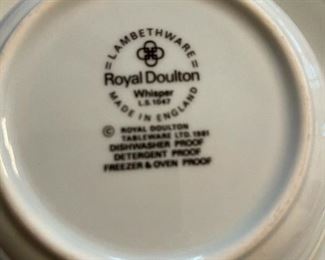 LAMBETHWARE
Royal Doulton
Whisper
L.S.1047
MADE IN ENGLAND
© ROYAL DOULTON
TABLEWARE LTD.1981
DISHWASHER PROOF
DETERGENT PROOF
FREEZER & OVEN PROOF